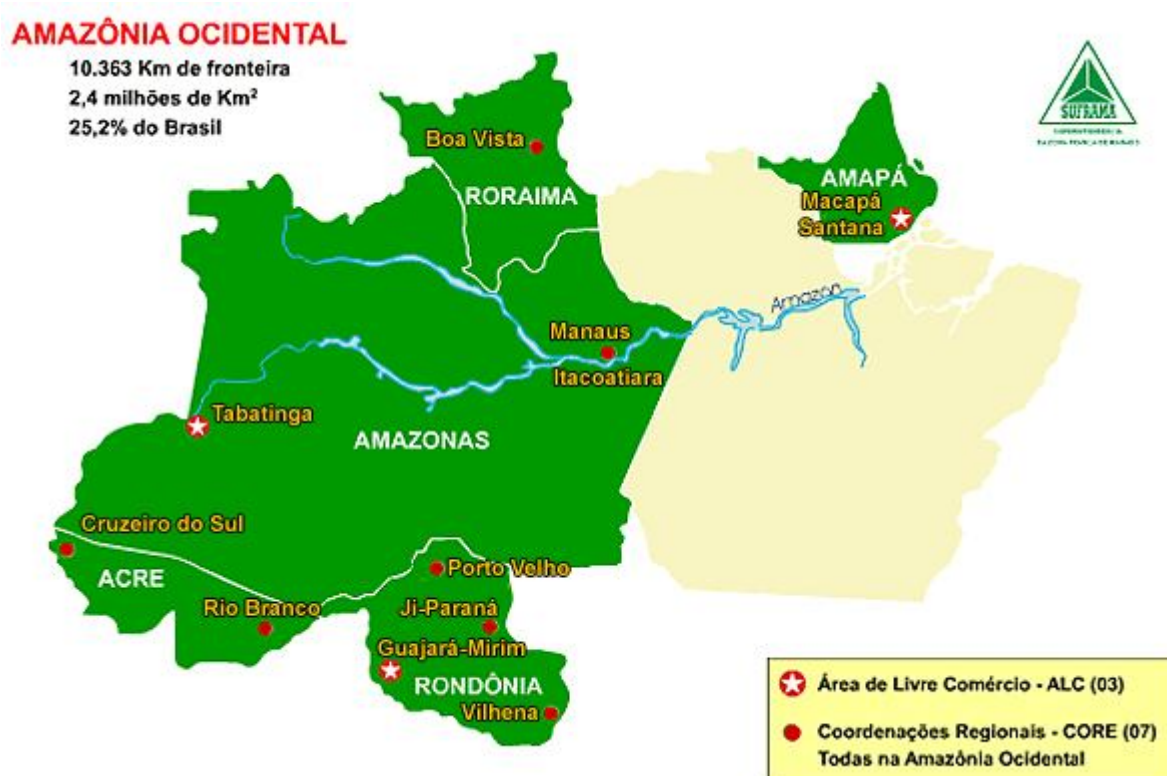 AMAZÔNIA OCIDENTAL
10.363 Km de fronteira
2,4 milhões de Km²
25,2% do Brasil
SUFRAMA
Boa Vista
RORAIMA
AMAPÁ
Macapá
Santana
Amazon
Manaus
Itacoatiara
Tabatinga
AMAZONAS
Cruzeiro do Sul
ACRE
Porto Velho
Rio Branco
Ji-Paraná
Guajará-Mirim
RONDÔNIA
Vilhena
Área de Livre Comércio - ALC (03)
Coordenações Regionais - CORE (07)
Todas na Amazônia Ocidental